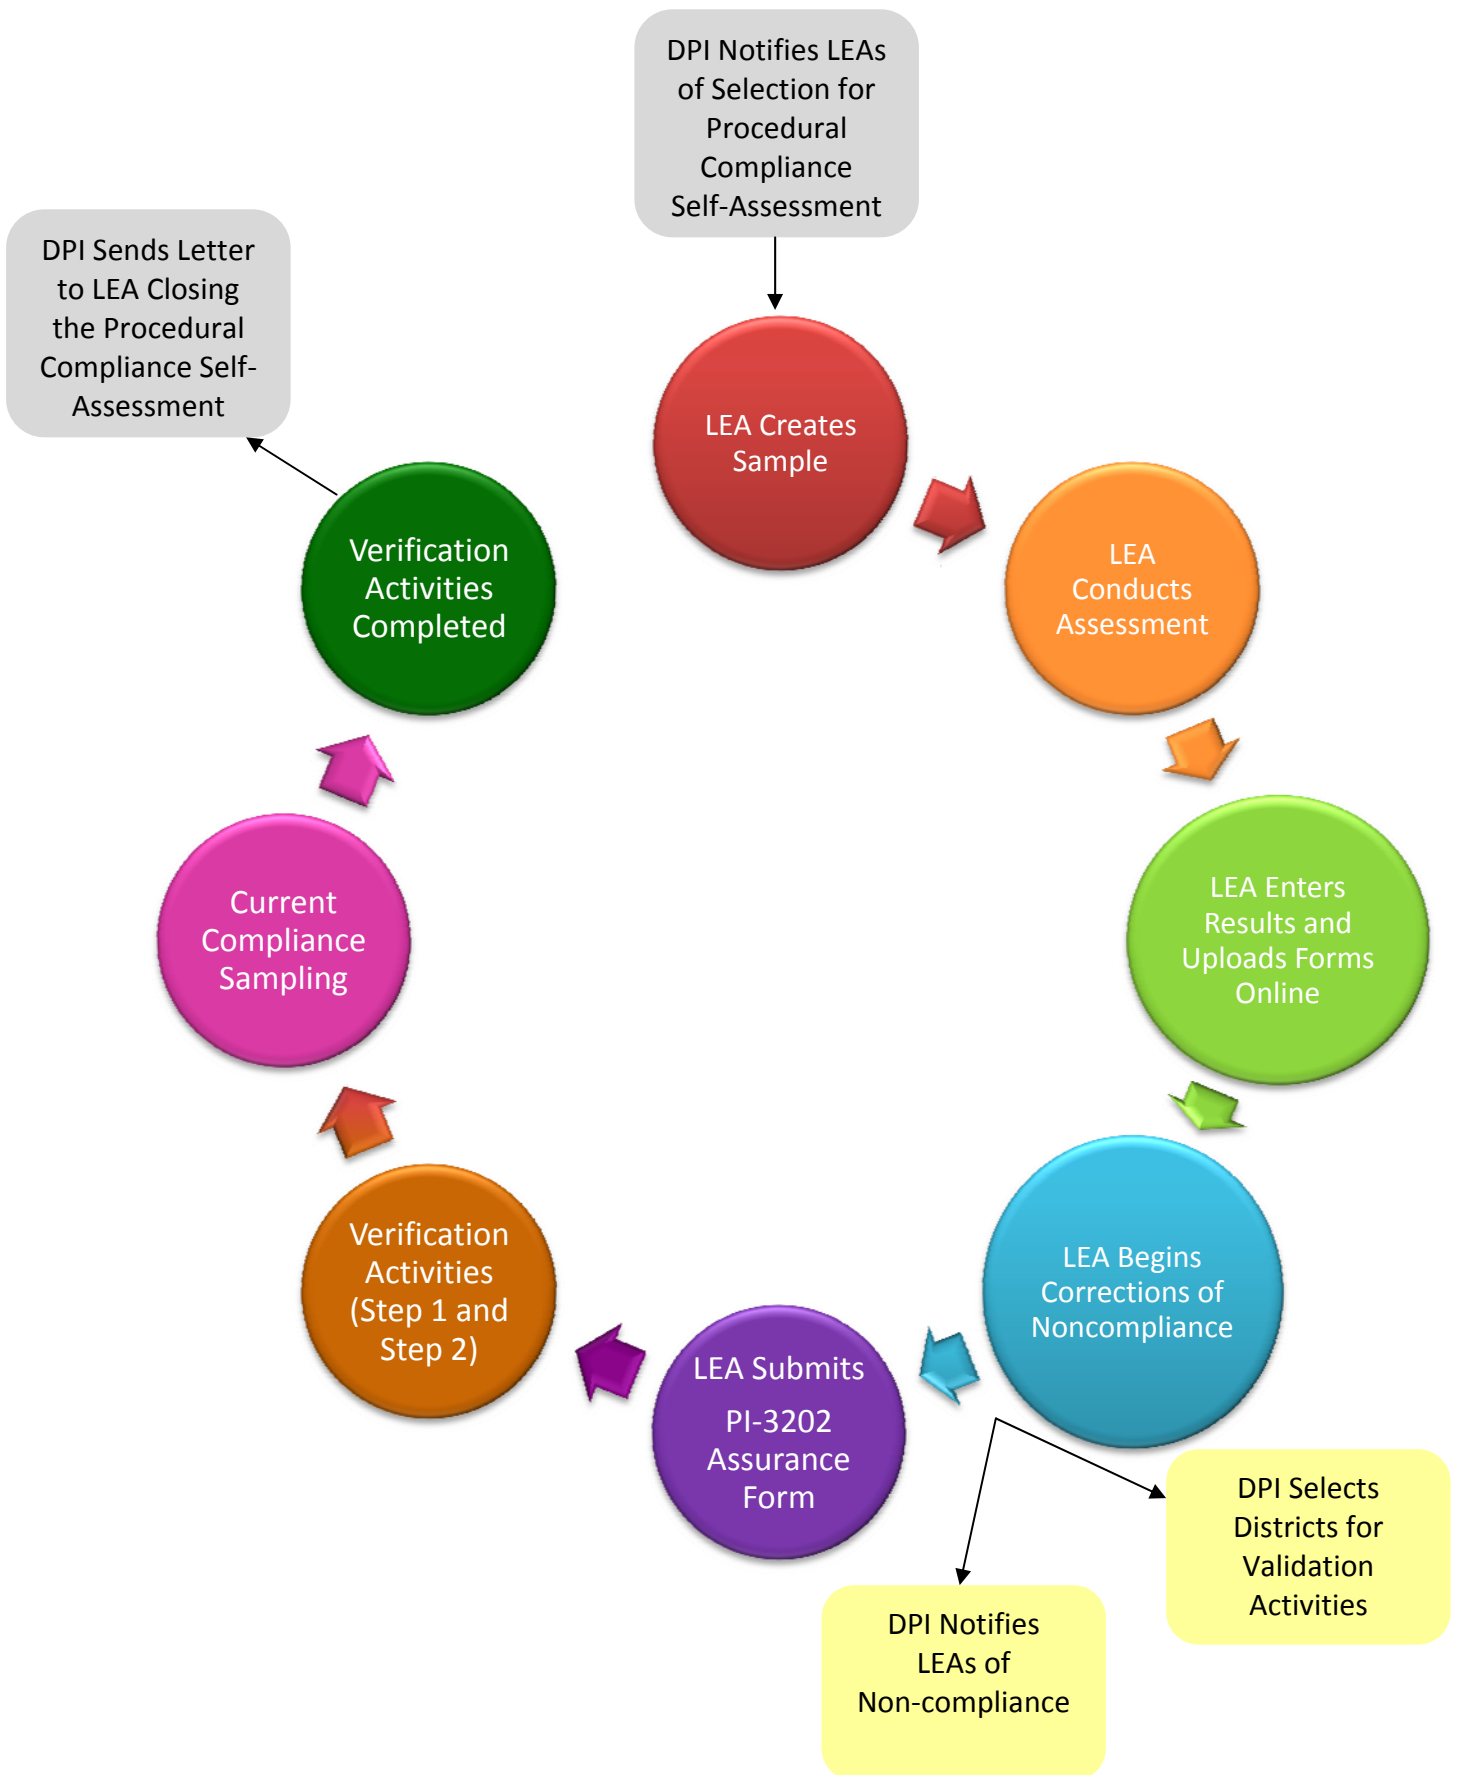 DPI Notifies LEAs
of Selection for
Procedural
Compliance
Self-Assessment
DPI Sends Letter
to LEA Closing
the Procedural
Compliance Self-
Assessment
LEA Creates
Sample
LEA
Conducts
Assessment
LEA Enters
Results and
Uploads Forms
Online
LEA Begins
Corrections of
Noncompliance
DPI Selects
Districts for
Validation
Activities
DPI Notifies
LEAs of
Non-compliance
LEA Submits
PI-3202
Assurance
Form
Verification
Activities
(Step 1 and
Step 2)
Current
Compliance
Sampling
Verification
Activities
Completed